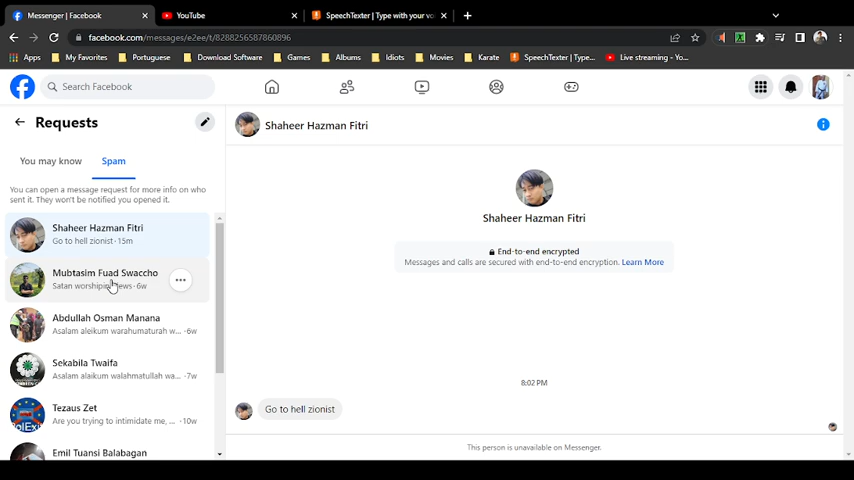 Messenger | Facebook
YouTube
SpeechTexter | Type with your vo
facebook.com/messages/e2ee/t/8288256587860896
Apps
My Favorites
Portuguese
Download Software
Games
Albums
Idiots
Movies
Karate
SpeechTexter | Type...
Live streaming - Yo...
Search Facebook
Requests
Shaheer Hazman Fitri
You may know
Spam
You can open a message request for more info on who
sent it. They won't be notified you opened it.
Shaheer Hazman Fitri
Go to hell zionist · 15m
Mubtasim Fuad Swaccho
Satan worshiping Jews · 6w
Abdullah Osman Manana
Asalam aleikum warahumaturah w... · 6w
Sekabila Twaifa
Asalam alaikum walahmatullah wa... · 7w
Tezaus Zet
Are you trying to intimidate me, ... · 10w
Emil Tuansi Balabagan
Shaheer Hazman Fitri
End-to-end encrypted
Messages and calls are secured with end-to-end encryption. Learn More
8:02 PM
Go to hell zionist
This person is unavailable on Messenger.